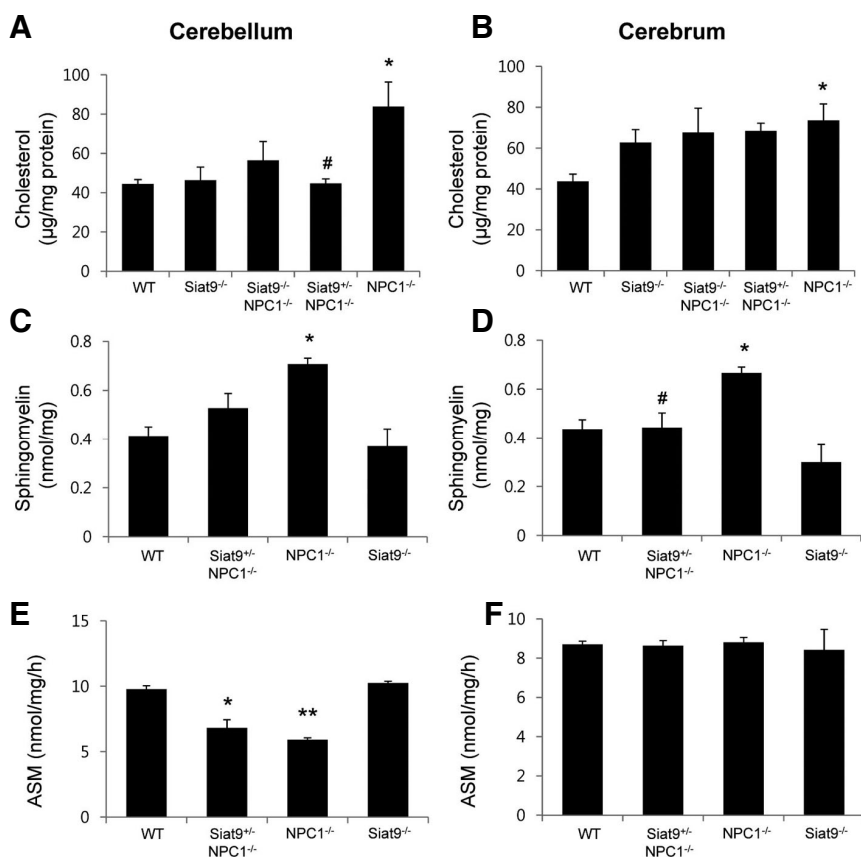 A
Cerebellum
Cholesterol
(µg/mg protein)
100
80
60
40
20
0
*
#
WT
Siat9-/-
Siat9-/-
NPC1-/-
Siat9+/-
NPC1-/-
NPC1-/-
B
Cerebrum
Cholesterol
(µg/mg protein)
100
80
60
40
20
0
*
WT
Siat9-/-
Siat9-/-
NPC1-/-
Siat9+/-
NPC1-/-
NPC1-/-
C
Sphingomyelin
(nmol/mg)
0.8
0.6
0.4
0.2
0
*
WT
Siat9+/-
NPC1-/-
NPC1-/-
Siat9-/-
D
Sphingomyelin
(nmol/mg)
0.8
0.6
0.4
0.2
0
#
*
WT
Siat9+/-
NPC1-/-
NPC1-/-
Siat9-/-
E
ASM (nmol/mg/h)
15
10
5
0
*
**
WT
Siat9+/-
NPC1-/-
NPC1-/-
Siat9-/-
F
ASM (nmol/mg/h)
10
8
6
4
2
0
WT
Siat9+/-
NPC1-/-
NPC1-/-
Siat9-/-